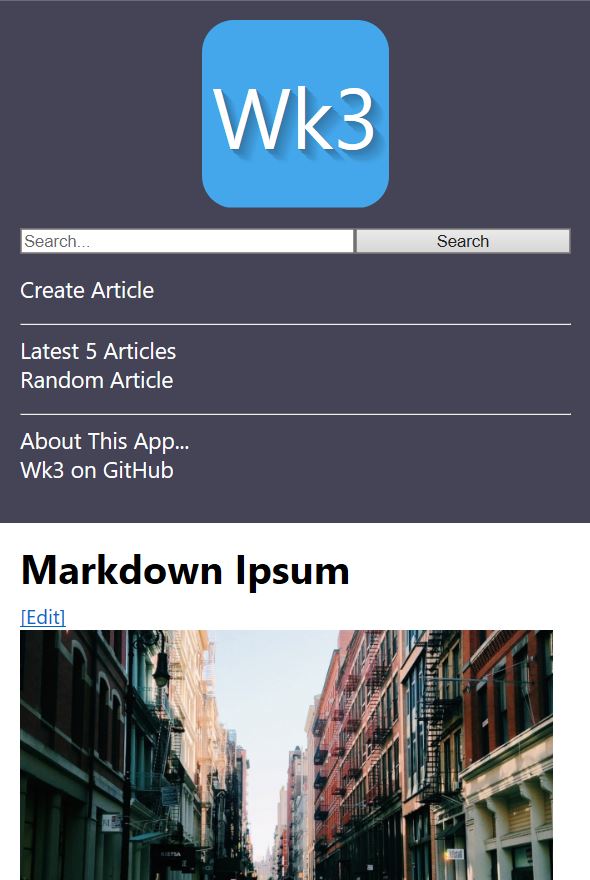 Wk3
Search...
Search
Create Article
Latest 5 Articles
Random Article
About This App...
Wk3 on GitHub
Markdown Ipsum
[Edit]